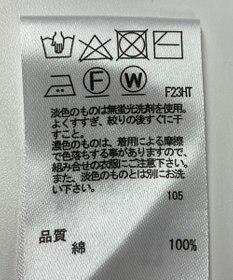 F W
F23HT
淡色のものは無蛍光洗剤を使用。
よくすすぎ、絞りの後すぐに干
すこと。
濃色のものは、着用による摩擦
で色落ちする事がありますので、
組み合せの衣服にご注意下さい。
また、淡色のものとは別にお洗
い下さい。
105
品質
綿 100%